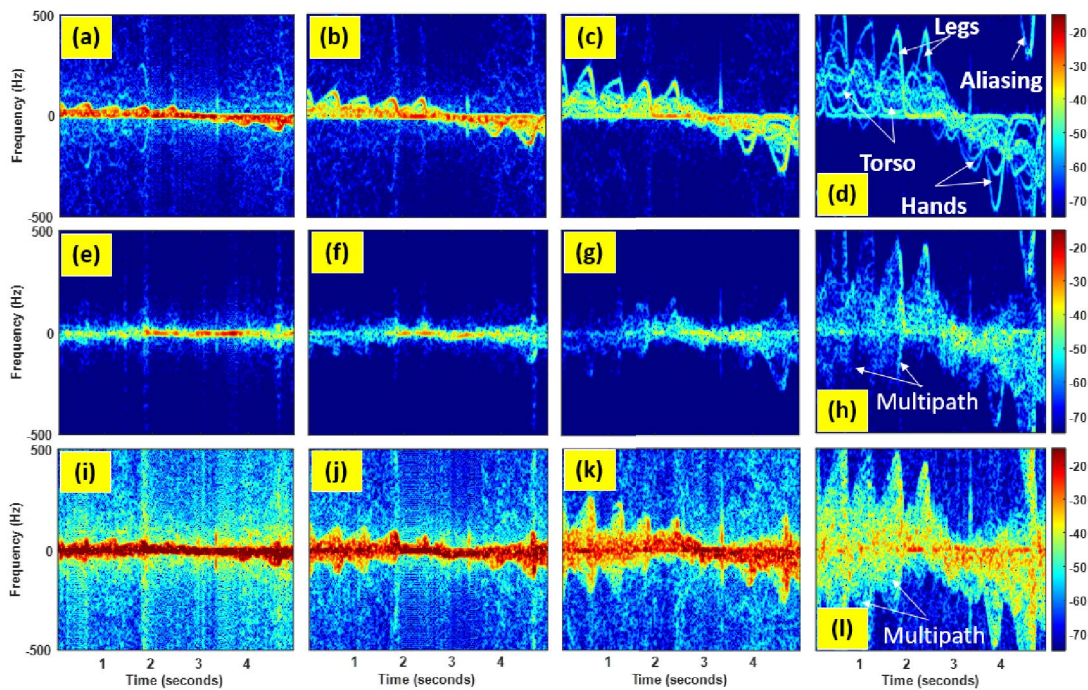 500
(a)
(b)
(c)
Legs
Aliasing
Torso
Hands
(d)
Frequency (Hz)
0
-500
-20
-30
-40
-50
-60
-70
500
(e)
(f)
(g)
Multipath
(h)
Frequency (Hz)
0
-500
-20
-30
-40
-50
-60
-70
500
(i)
(j)
(k)
Multipath
(l)
Frequency (Hz)
0
-500
-20
-30
-40
-50
-60
-70
1 2 3 4 1 2 3 4 1 2 3 4 1 2 3 4
Time (seconds) Time (seconds) Time (seconds) Time (seconds)